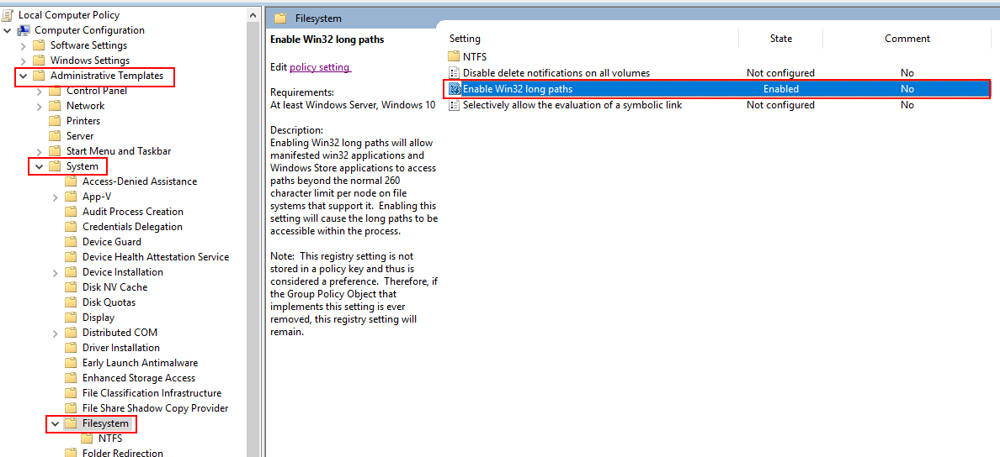 Local Computer Policy
Computer Configuration
Software Settings
Windows Settings
Administrative Templates
Control Panel
Network
Printers
Server
Start Menu and Taskbar
System
Access-Denied Assistance
App-V
Audit Process Creation
Credentials Delegation
Device Guard
Device Health Attestation Service
Device Installation
Disk NV Cache
Disk Quotas
Display
Distributed COM
Driver Installation
Early Launch Antimalware
Enhanced Storage Access
File Classification Infrastructure
File Share Shadow Copy Provider
Filesystem
NTFS
Folder Redirection
Filesystem
Enable Win32 long paths
Edit policy setting
Requirements:
At least Windows Server, Windows 10
Description:
Enabling Win32 long paths will allow
manifested win32 applications and
Windows Store applications to access
paths beyond the normal 260
character limit per node on file
systems that support it.  Enabling this
setting will cause the long paths to be
accessible within the process.
Note:  This registry setting is not
stored in a policy key and thus is
considered a preference.  Therefore, if
the Group Policy Object that
implements this setting is ever
removed, this registry setting will
remain.
Setting State Comment
NTFS
Disable delete notifications on all volumes Not configured No
Enable Win32 long paths Enabled No
Selectively allow the evaluation of a symbolic link Not configured No